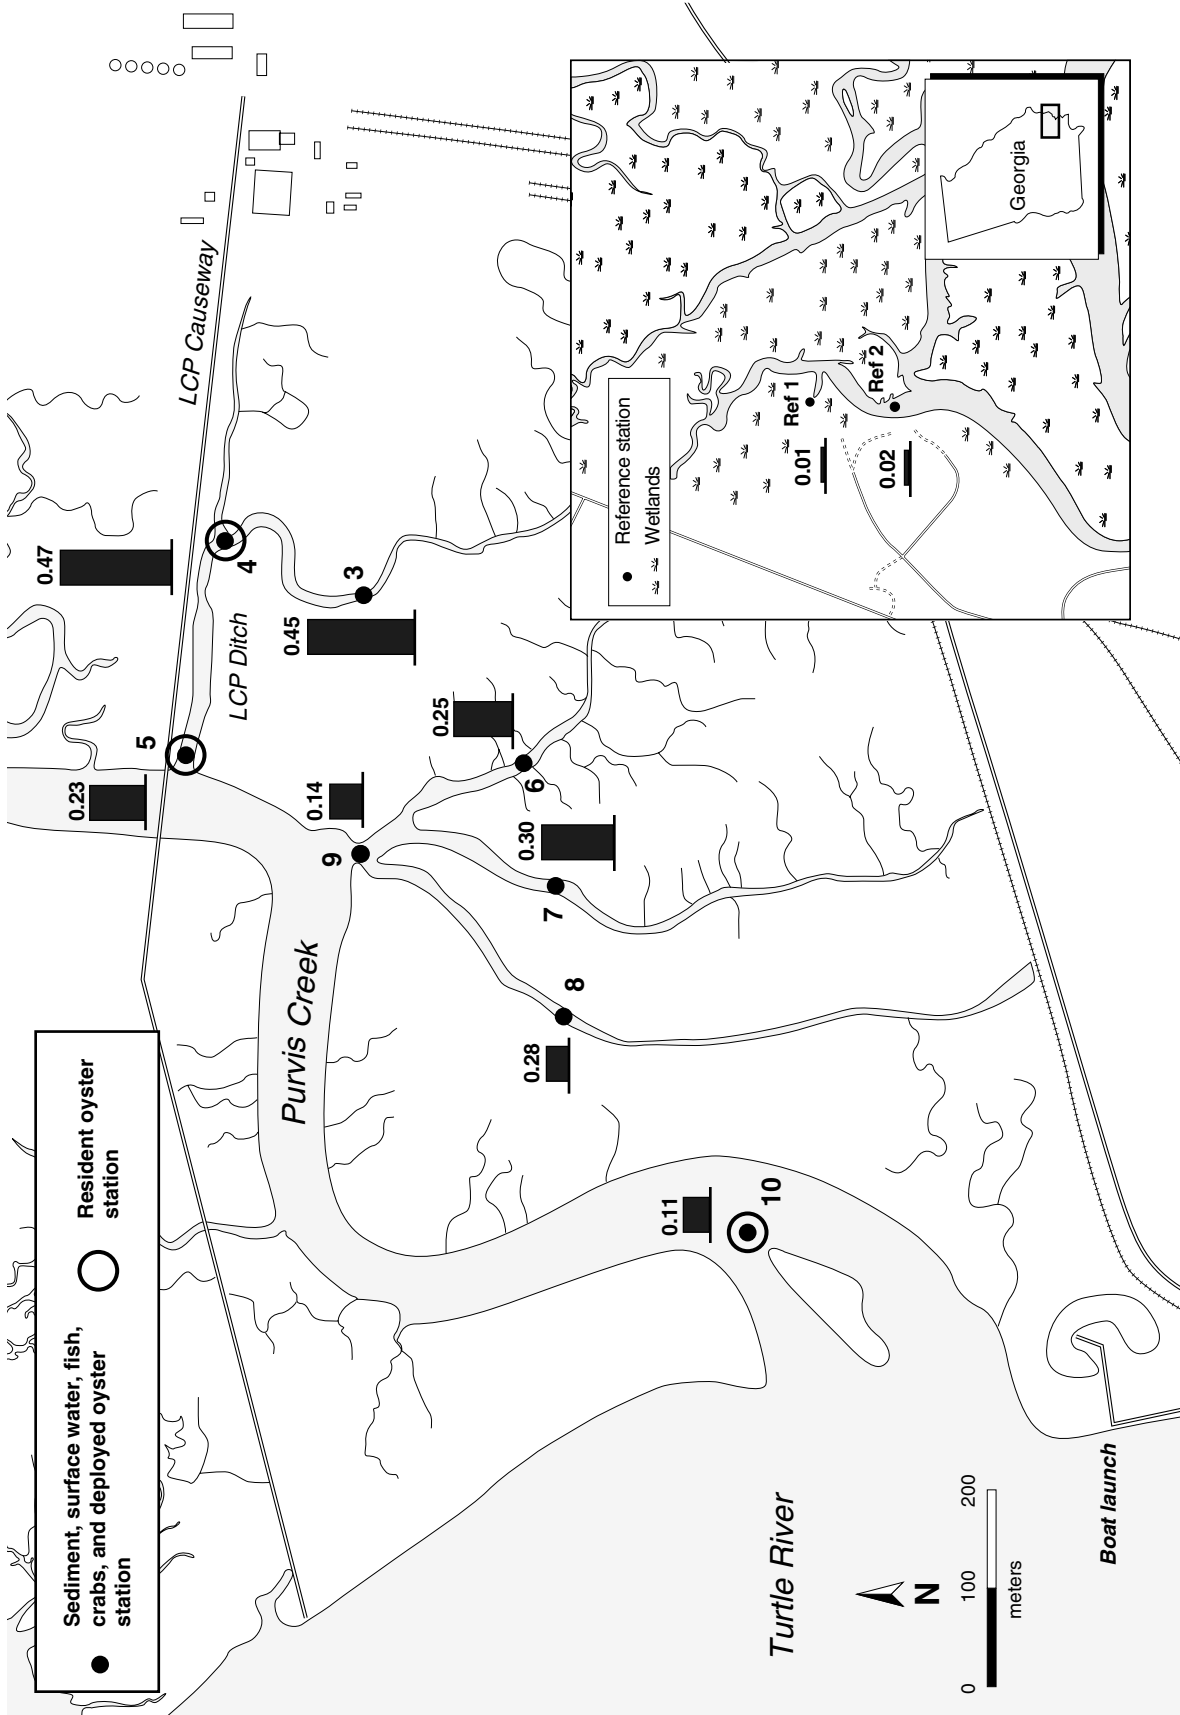 Sediment, surface water, fish,
crabs, and deployed oyster
station
Resident oyster
station
LCP Causeway
0.47
4
0.45
3
LCP Ditch
5
0.23
0.14
9
0.25
6
0.30
7
Purvis Creek
8
0.28
0.11
10
Turtle River
N
0
100
200
meters
Boat launch
Reference station
Wetlands
Ref 1
0.01
Ref 2
0.02
Georgia